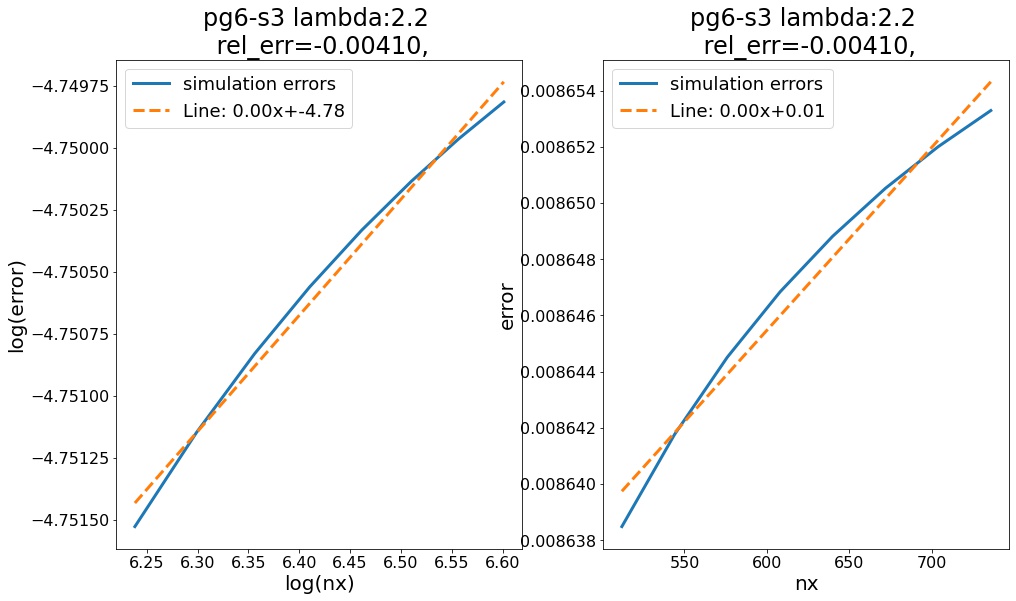 pg6-s3 lambda:2.2
rel_err=-0.00410,
simulation errors
Line: 0.00x+-4.78
log(error)
−4.74975
−4.75000
−4.75025
−4.75050
−4.75075
−4.75100
−4.75125
−4.75150
6.25 6.30 6.35 6.40 6.45 6.50 6.55 6.60
log(nx)
pg6-s3 lambda:2.2
rel_err=-0.00410,
simulation errors
Line: 0.00x+0.01
error
0.008654
0.008652
0.008650
0.008648
0.008646
0.008644
0.008642
0.008640
0.008638
550 600 650 700
nx